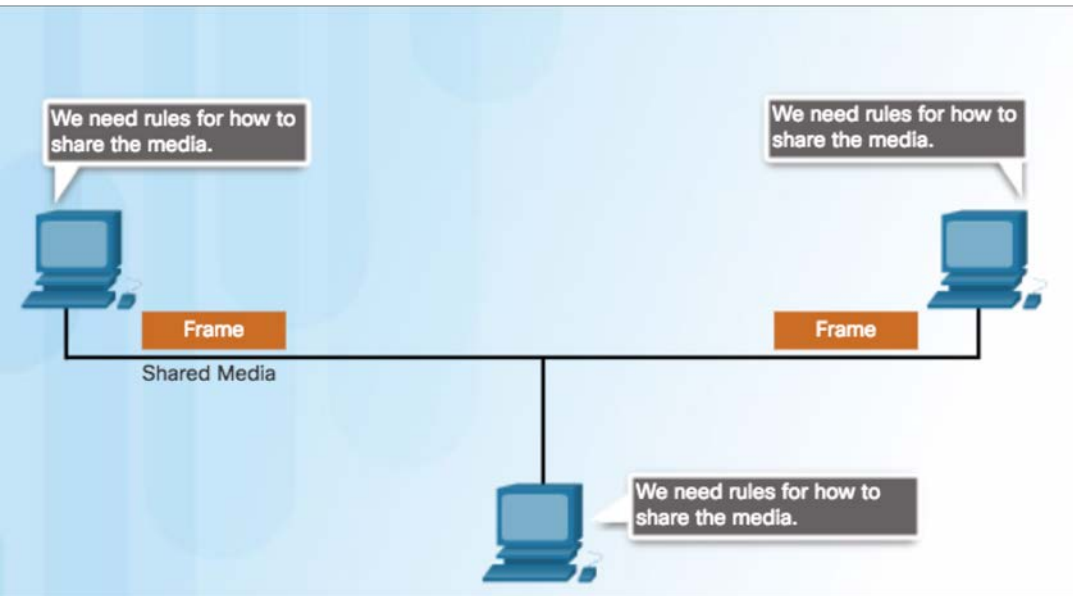 We need rules for how to
share the media.
We need rules for how to
share the media.
Frame
Frame
Shared Media
We need rules for how to
share the media.